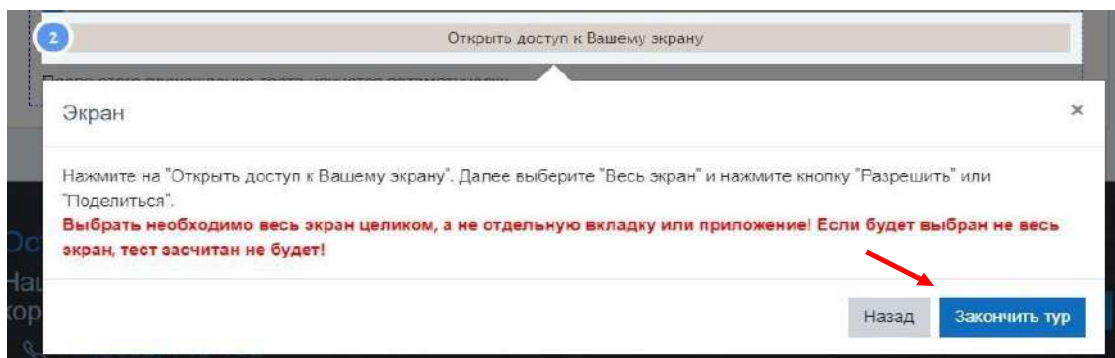 2
Открыть доступ к Вашему экрану
Экран
×
Нажмите на "Открыть доступ к Вашему экрану". Далее выберите "Весь экран" и нажмите кнопку "Разрешить" или
"Поделиться".
Выбрать необходимо весь экран целиком, а не отдельную вкладку или приложение! Если будет выбран не весь
экран, тест засчитан не будет!
Назад
Закончить тур